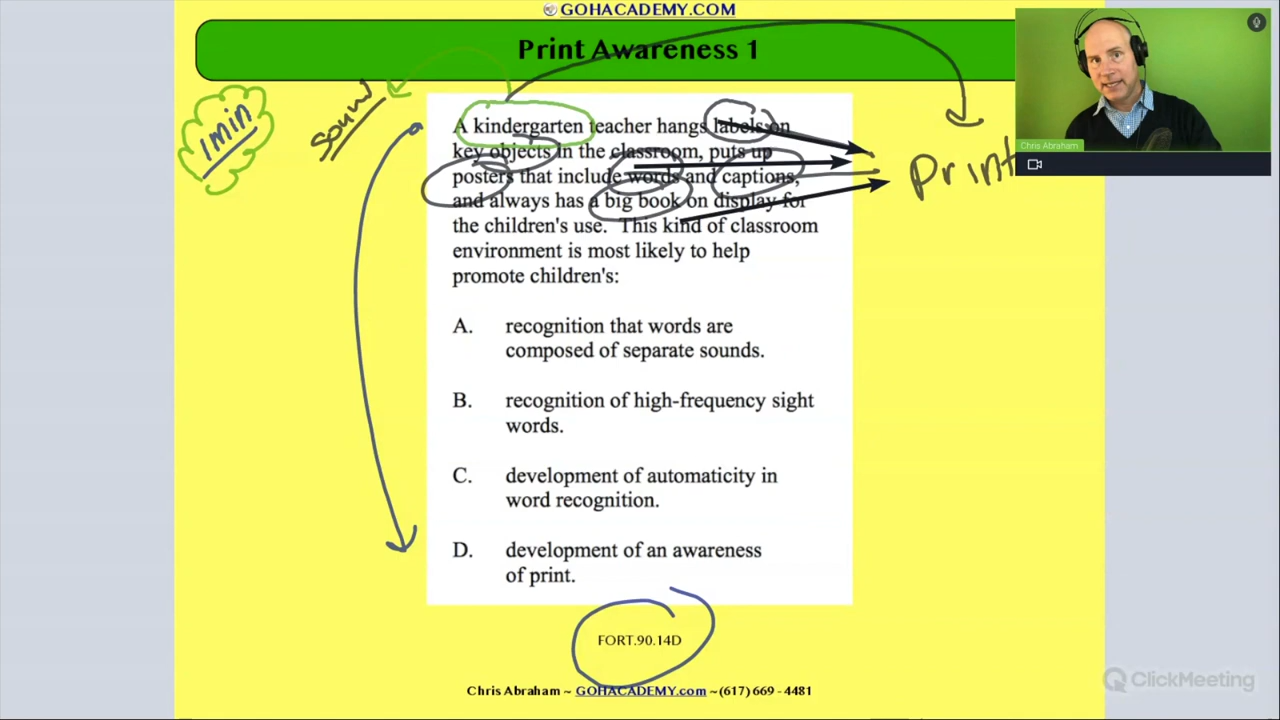 GOHACADEMY.COM
Print Awareness 1
Chris Abraham
1min
sound
print
A kindergarten teacher hangs labels on
key objects in the classroom, puts up
posters that include words and captions,
and always has a big book on display for
the children's use. This kind of classroom
environment is most likely to help
promote children's:
A. recognition that words are
composed of separate sounds.
B. recognition of high-frequency sight
words.
C. development of automaticity in
word recognition.
D. development of an awareness
of print.
FORT.90.14D
Chris Abraham ~ GOHACADEMY.com ~(617) 669 - 4481
ClickMeeting